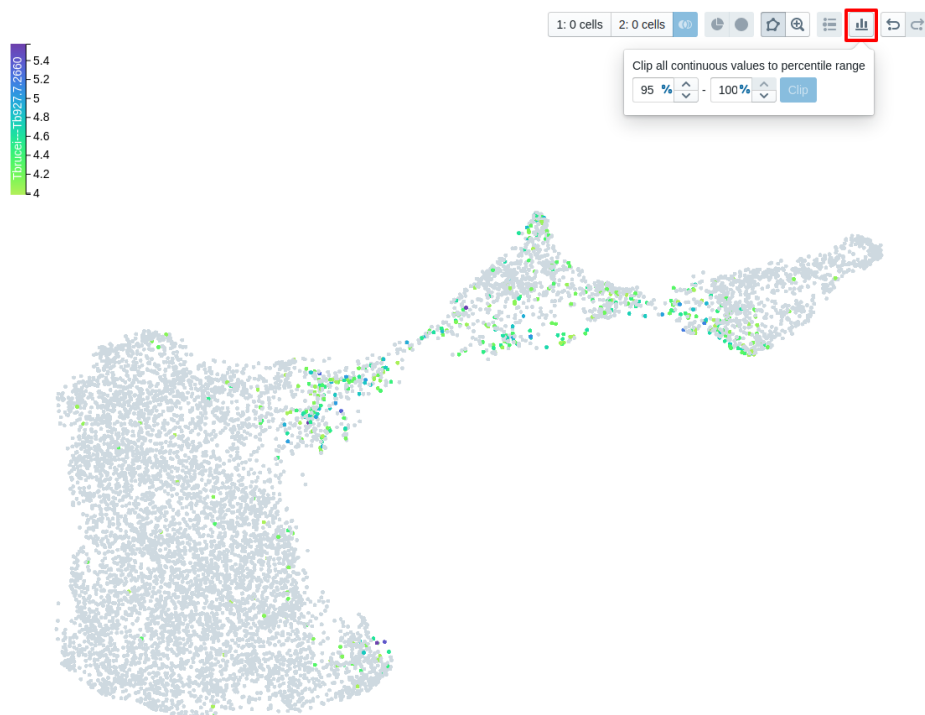 1: 0 cells 2: 0 cells
Clip all continuous values to percentile range
95 % - 100% Clip
Tbrucei---Tb927.7.2660
5.4
5.2
5
4.8
4.6
4.4
4.2
4